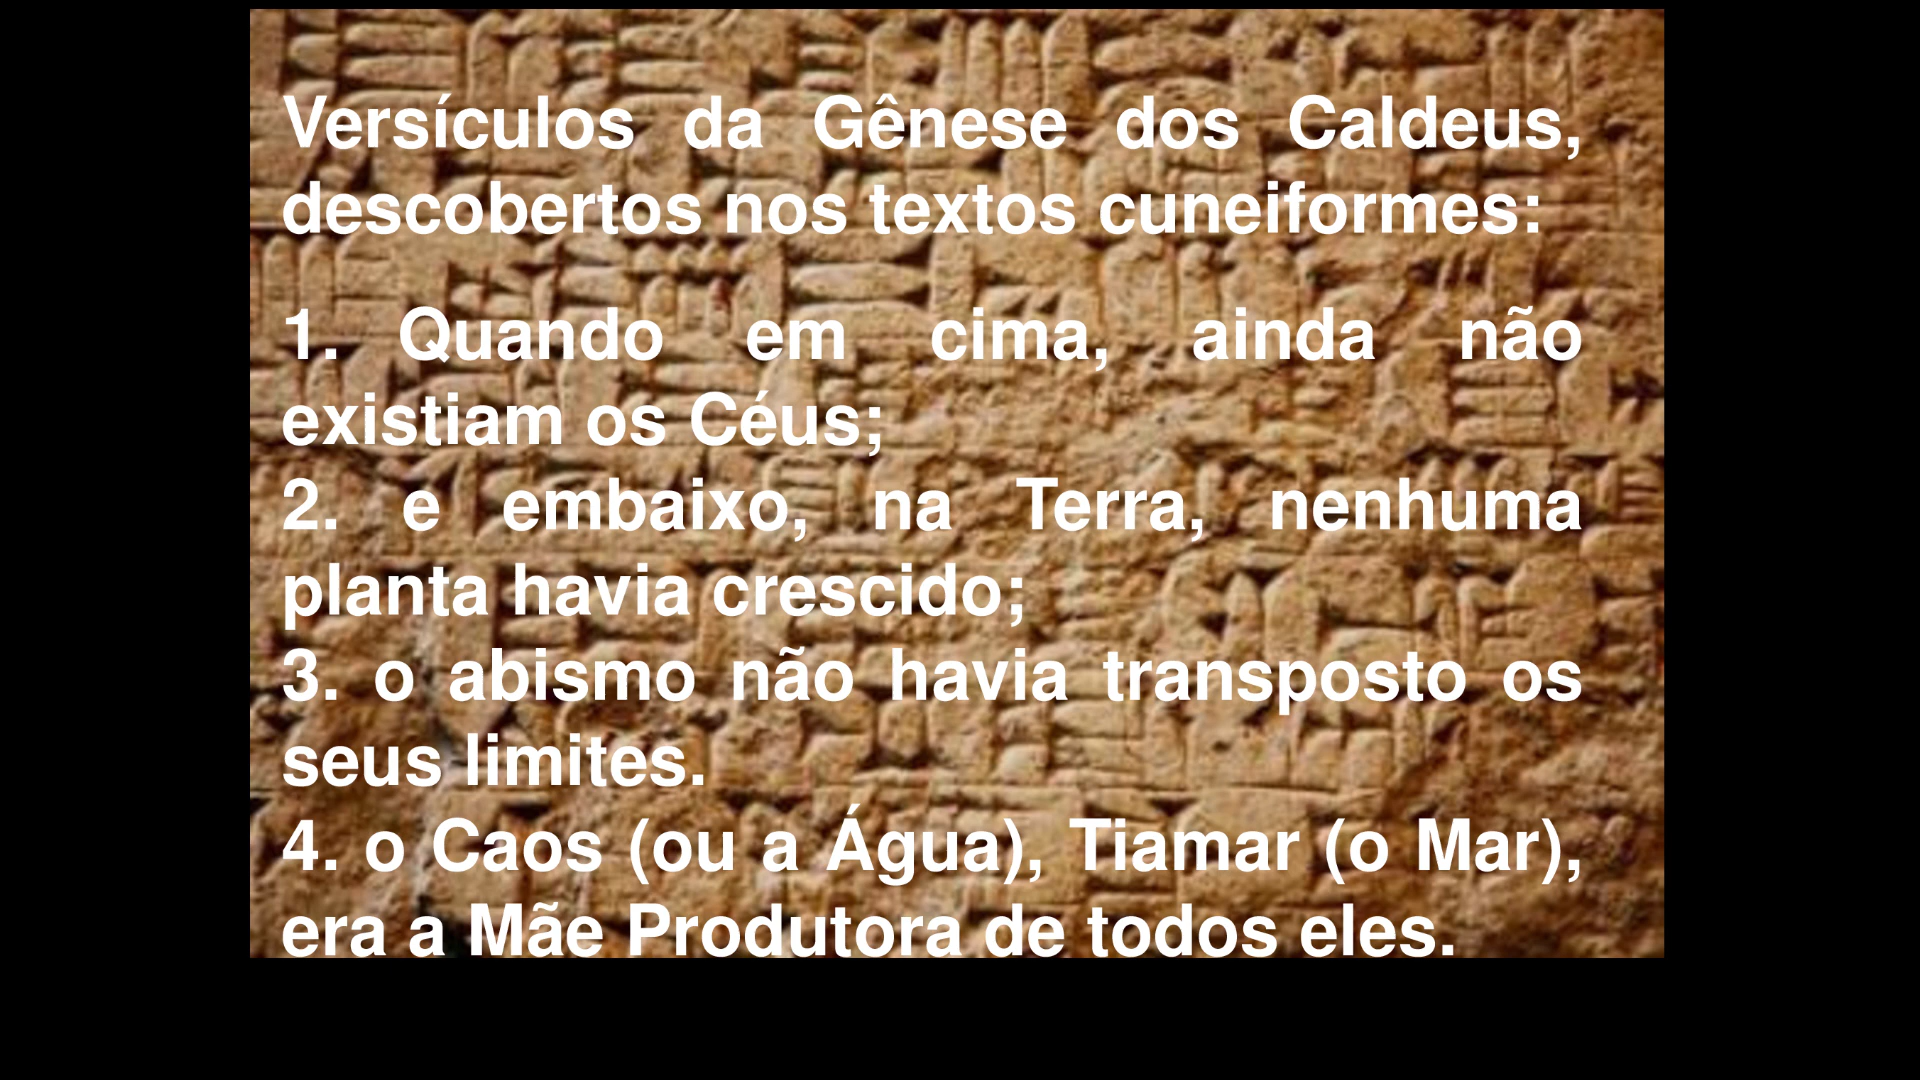 Versículos da Gênese dos Caldeus,
descobertos nos textos cuneiformes:
1. Quando em cima, ainda não
existiam os Céus;
2. e embaixo, na Terra, nenhuma
planta havia crescido;
3. o abismo não havia transposto os
seus limites.
4. o Caos (ou a Água), Tiamar (o Mar),
era a Mãe Produtora de todos eles.